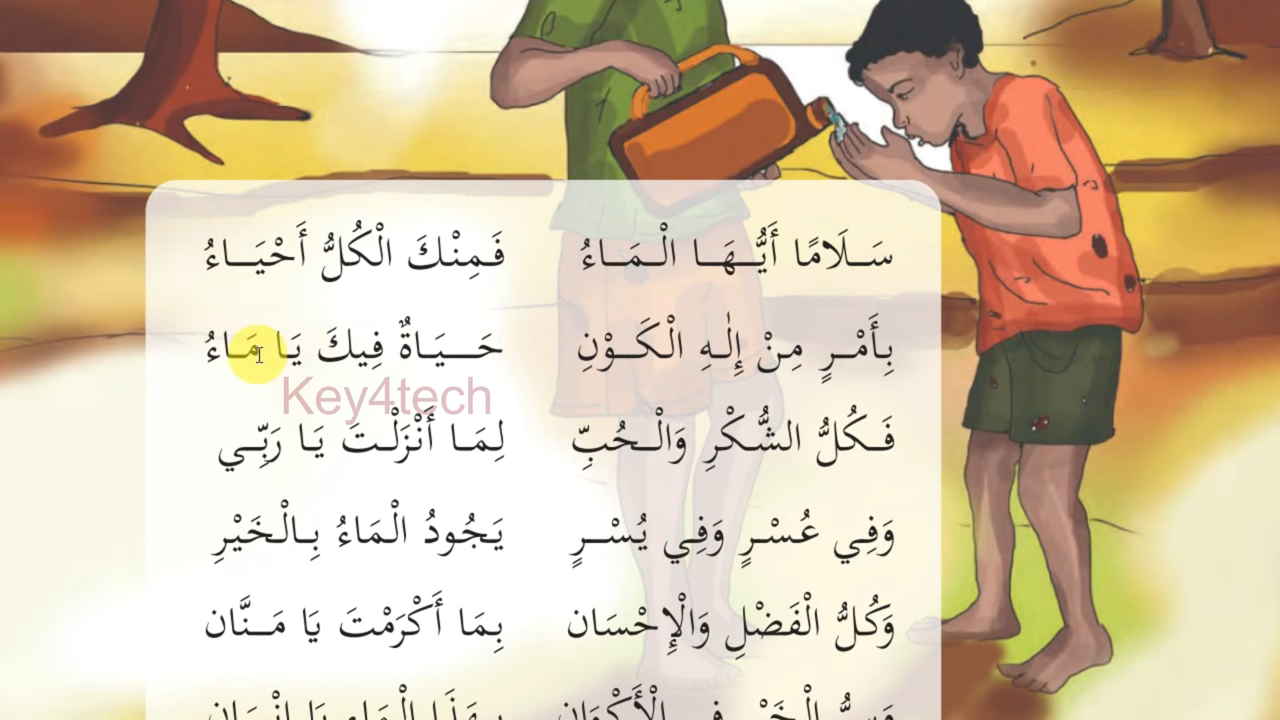 سَلَامًا أَيُّهَا الْمَاءُ فَمِنْكَ الْكُلُّ أَحْيَاءُ
بِأَمْرٍ مِنْ إِلٰهِ الْكَوْنِ حَيَاةٌ فِيكَ يَا مَاءُ
Key4tech
فَكُلُّ الشُّكْرِ وَالْحُبِّ لِمَا أَنْزَلْتَ يَا رَبِّي
وَفِي عُسْرٍ وَفِي يُسْرٍ يَجُودُ الْمَاءُ بِالْخَيْرِ
وَكُلُّ الْفَضْلِ وَالْإِحْسَان بِمَا أَكْرَمْتَ يَا مَنَّان